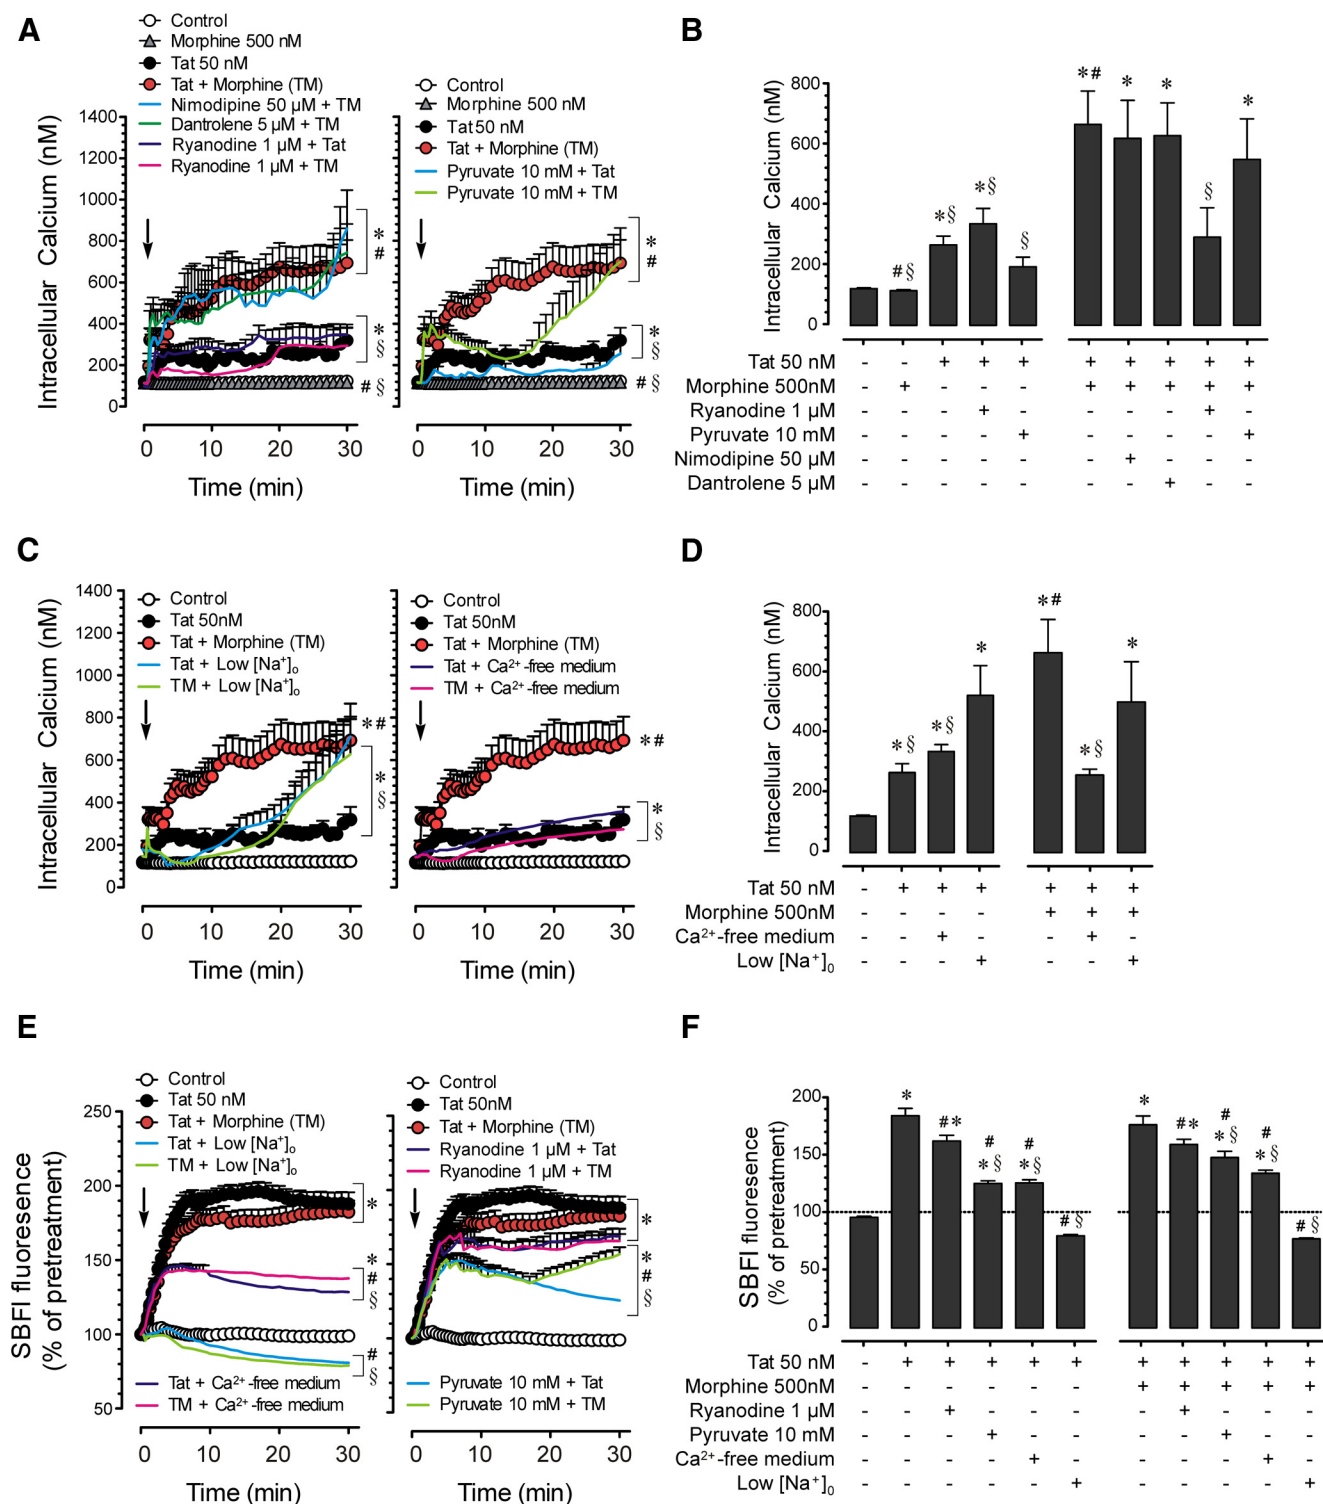 A
Control
Morphine 500 nM
Tat 50 nM
Tat + Morphine (TM)
Nimodipine 50 µM + TM
Dantrolene 5 µM + TM
Ryanodine 1 µM + Tat
Ryanodine 1 µM + TM
Control
Morphine 500 nM
Tat 50 nM
Tat + Morphine (TM)
Pyruvate 10 mM + Tat
Pyruvate 10 mM + TM
Intracellular Calcium (nM)
1400
1200
1000
800
600
400
200
0
*
#
*
§
# §
*
#
*
§
# §
0 10 20 30
0 10 20 30
Time (min)
Time (min)
B
Intracellular Calcium (nM)
800
600
400
200
0
# §
* §
* §
§
* #
*
*
§
*
Tat 50 nM - - + + + + + + + +
Morphine 500nM - + - - - + + + + +
Ryanodine 1 µM - - - + - - - - + -
Pyruvate 10 mM - - - - + - - - - +
Nimodipine 50 µM - - - - - - + - - -
Dantrolene 5 µM - - - - - - - + - -
C
Control
Tat 50nM
Tat + Morphine (TM)
Tat + Low [Na⁺]ₒ
TM + Low [Na⁺]ₒ
Control
Tat 50nM
Tat + Morphine (TM)
Tat + Ca²⁺-free medium
TM + Ca²⁺-free medium
Intracellular Calcium (nM)
1400
1200
1000
800
600
400
200
0
* #
*
§
* #
*
§
0 10 20 30
0 10 20 30
Time (min)
Time (min)
D
Intracellular Calcium (nM)
800
600
400
200
0
* §
* §
*
* #
* §
*
Tat 50 nM - + + + + + +
Morphine 500nM - - - - + + +
Ca²⁺-free medium - - + - - + -
Low [Na⁺]₀ - - - + - - +
E
Control
Tat 50 nM
Tat + Morphine (TM)
Tat + Low [Na⁺]ₒ
TM + Low [Na⁺]ₒ
Control
Tat 50nM
Tat + Morphine (TM)
Ryanodine 1 µM + Tat
Ryanodine 1 µM + TM
SBFI fluoresence
(% of pretreatment)
250
200
150
100
50
*
*
#
§
#
§
*
*
#
§
Tat + Ca²⁺-free medium
TM + Ca²⁺-free medium
Pyruvate 10 mM + Tat
Pyruvate 10 mM + TM
0 10 20 30
0 10 20 30
Time (min)
Time (min)
F
SBFI fluoresence
(% of pretreatment)
200
150
100
50
0
*
# *
#
* §
#
* §
# §
*
# *
#
* §
#
* §
# §
Tat 50 nM - + + + + + + + + + +
Morphine 500nM - - - - - - + + + + +
Ryanodine 1 µM - - + - - - - + - - -
Pyruvate 10 mM - - - + - - - - + - -
Ca²⁺-free medium - - - - + - - - - + -
Low [Na⁺]₀ - - - - - + - - - - +